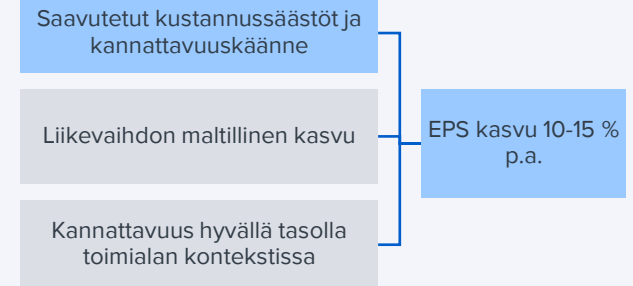 Saavutetut kustannussäästöt ja
kannattavuuskäänne
Liikevaihdon maltillinen kasvu
EPS kasvu 10-15 %
p.a.
Kannattavuus hyvällä tasolla
toimialan kontekstissa